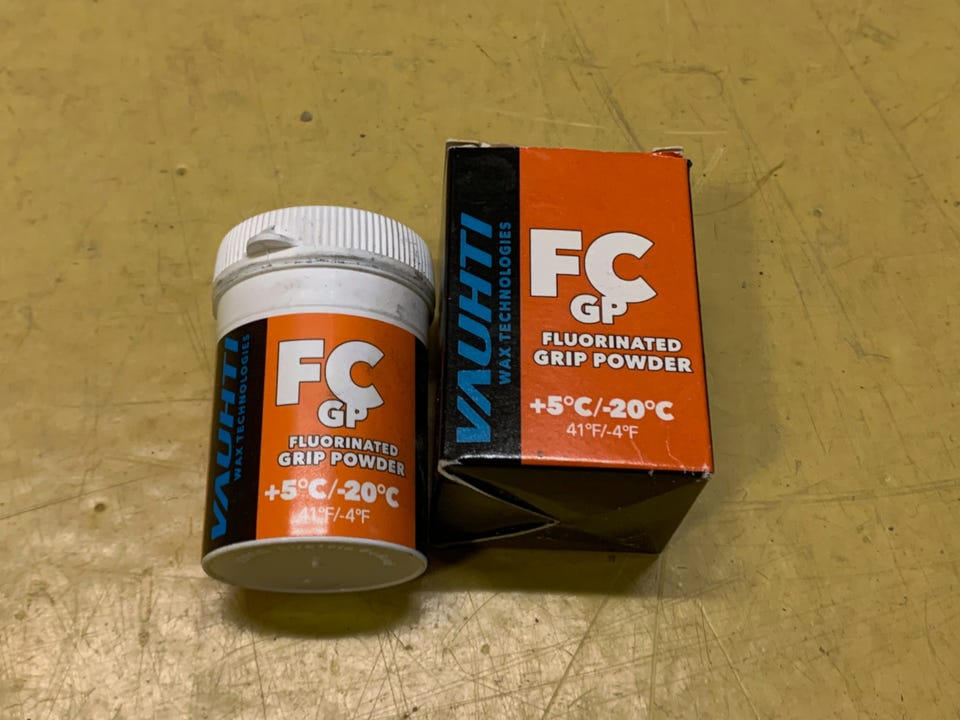 VAUHTI
WAX TECHNOLOGIES
FC
GP
FLUORINATED
GRIP POWDER
+5°C/-20°C
41°F/-4°F
VAUHTI
WAX TECHNOLOGIES
FC
GP
FLUORINATED
GRIP POWDER
+5°C/-20°C
41°F/-4°F